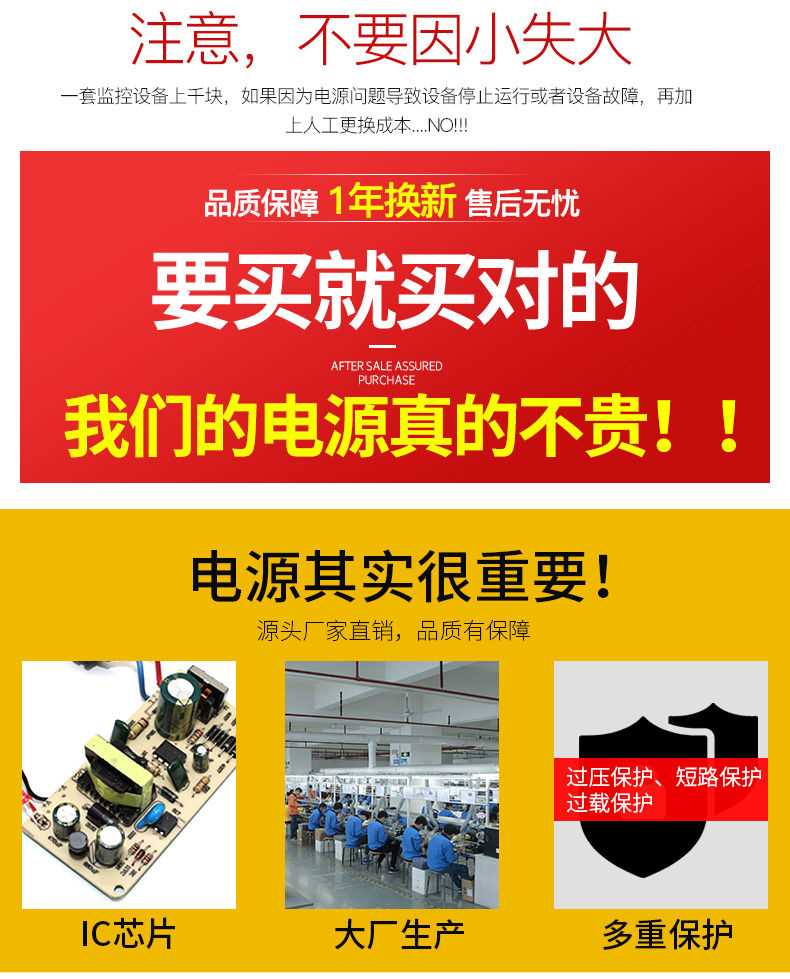 注意，不要因小失大
一套监控设备上千块，如果因为电源问题导致设备停止运行或者设备故障，再加
上人工更换成本....NO!!!
品质保障 1年换新 售后无忧
要买就买对的
AFTER SALE ASSURED
PURCHASE
我们的电源真的不贵！！
电源其实很重要！
源头厂家直销，品质有保障
过压保护、短路保护
过载保护
IC芯片
大厂生产
多重保护